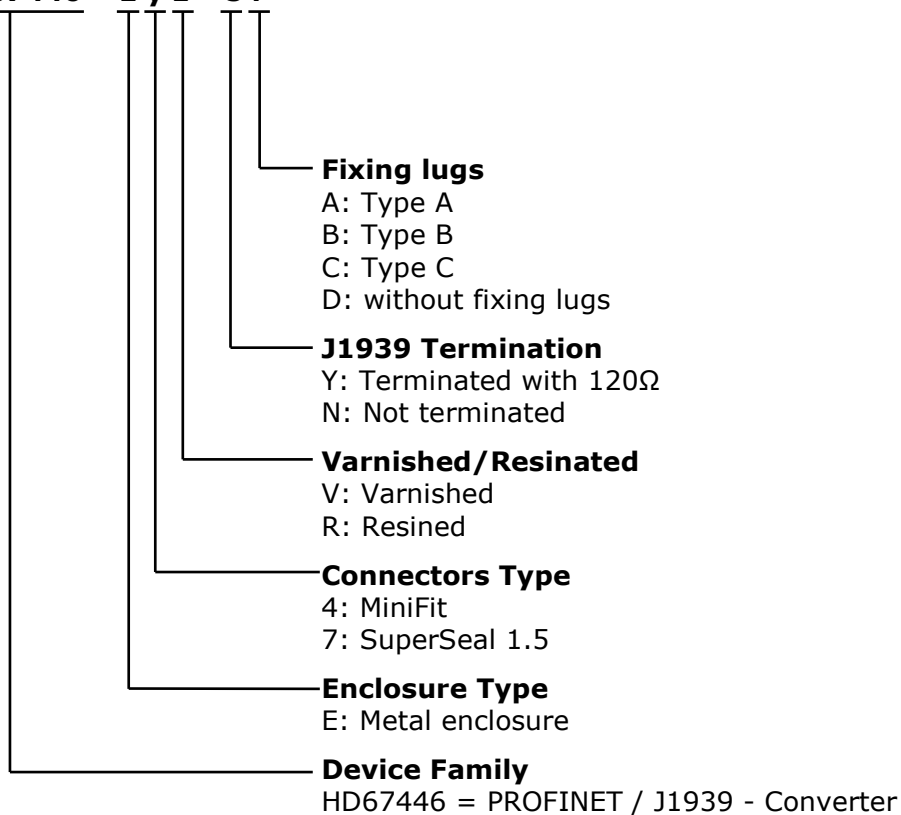 Fixing lugs
A: Type A
B: Type B
C: Type C
D: without fixing lugs
J1939 Termination
Y: Terminated with 120Ω
N: Not terminated
Varnished/Resinated
V: Varnished
R: Resined
Connectors Type
4: MiniFit
7: SuperSeal 1.5
Enclosure Type
E: Metal enclosure
Device Family
HD67446 = PROFINET / J1939 - Converter